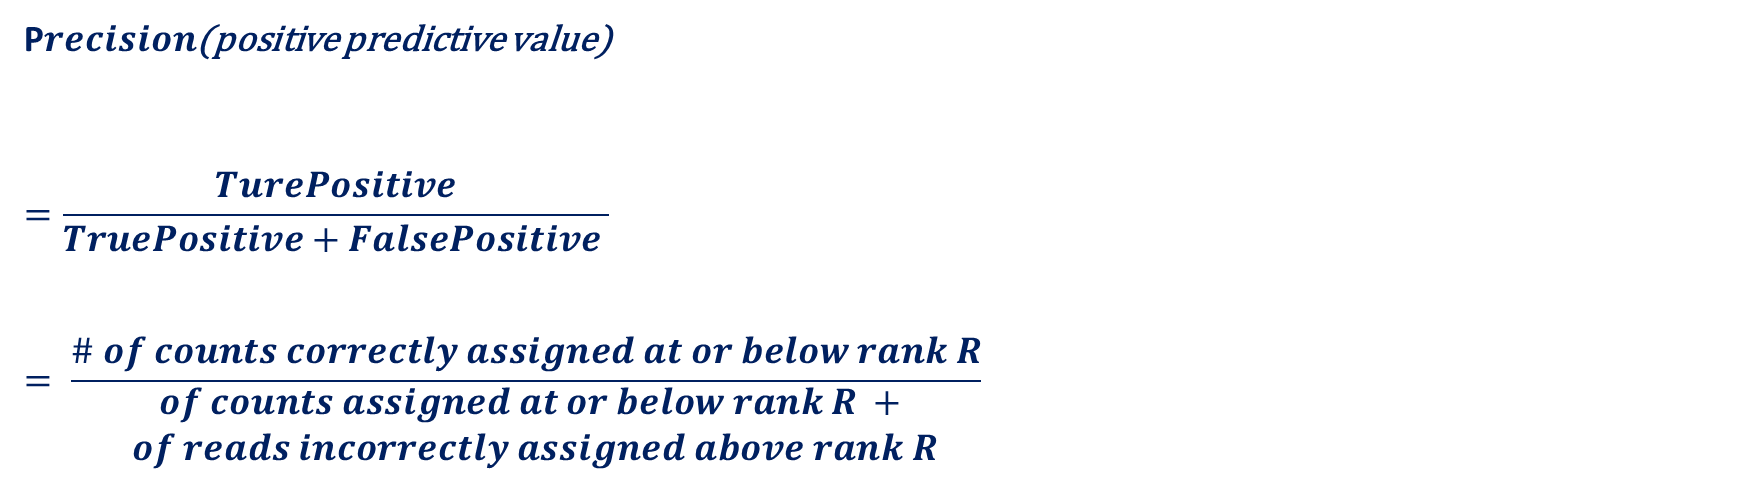 Precision(positive predictive value)
= TurePositive
TruePositive + FalsePositive
= # of counts correctly assigned at or below rank R
of counts assigned at or below rank R +
of reads incorrectly assigned above rank R